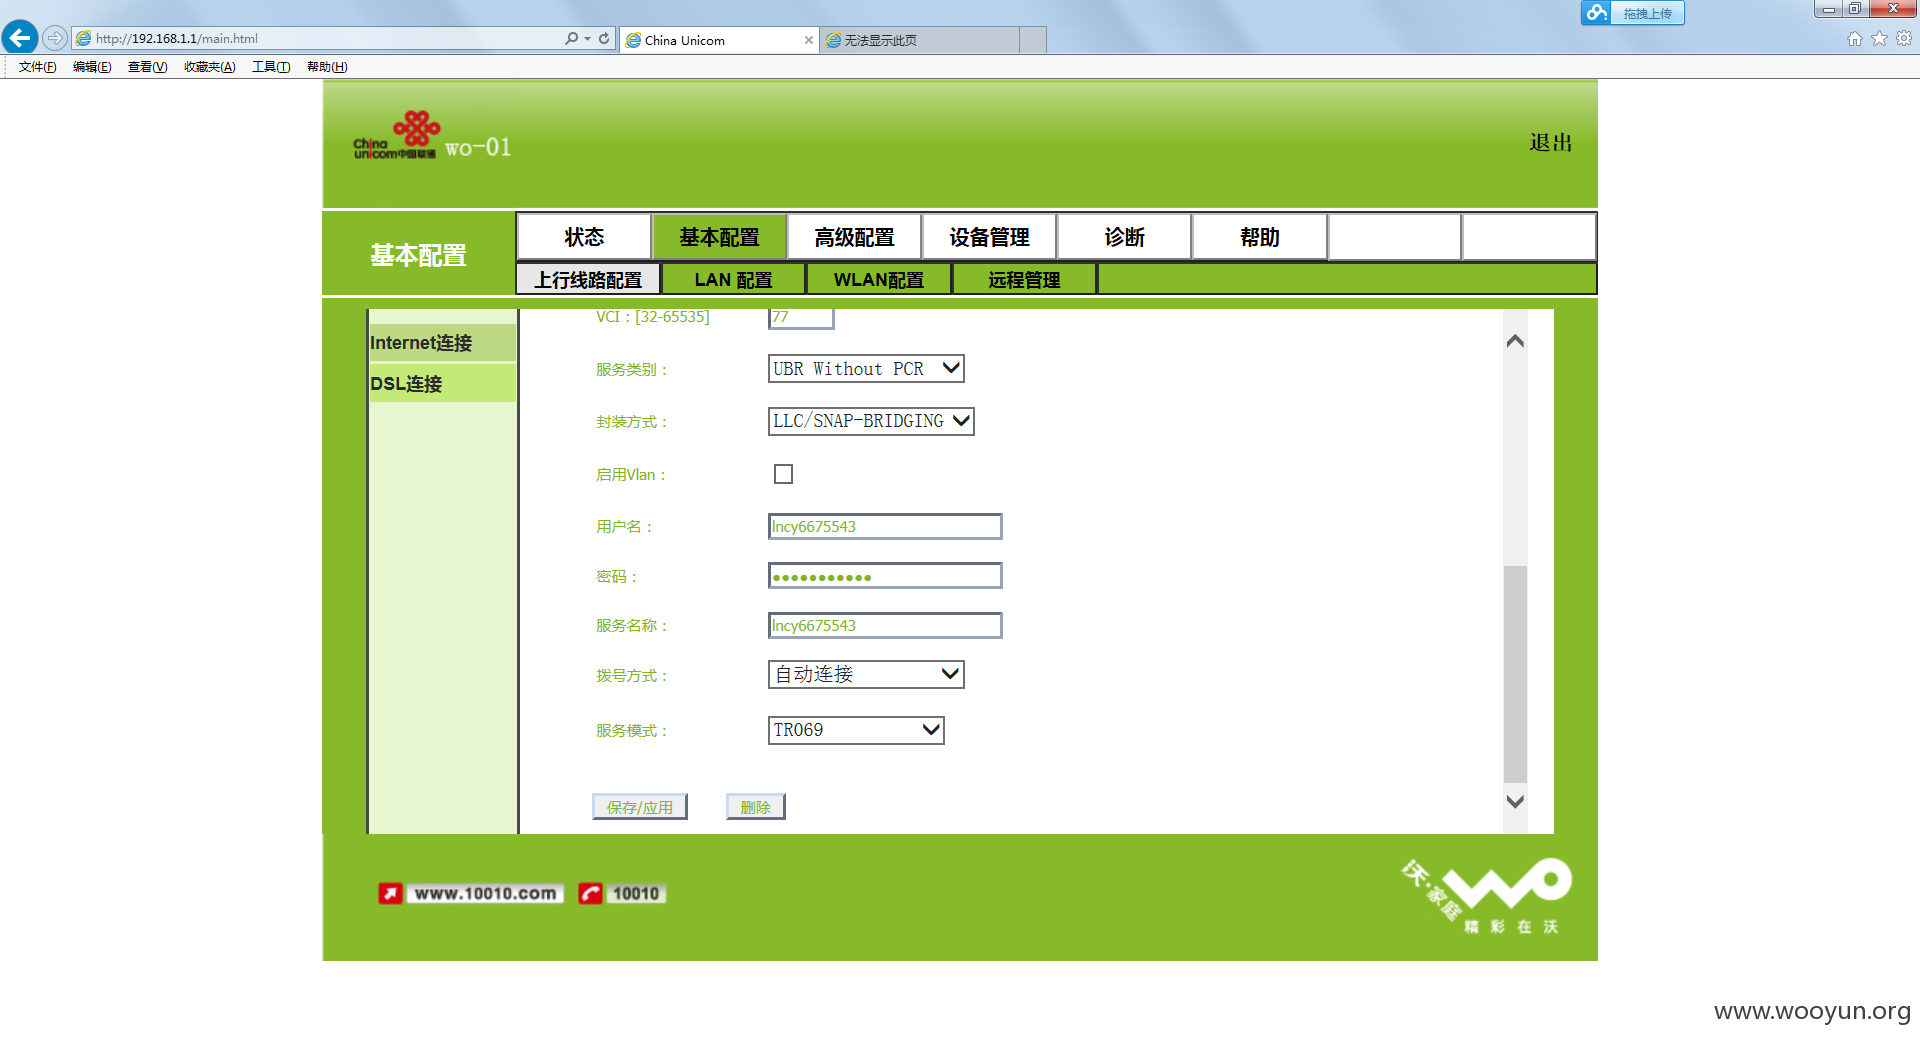 拖拽上传
http://192.168.1.1/main.html
China Unicom
无法显示此页
文件(F) 编辑(E) 查看(V) 收藏夹(A) 工具(T) 帮助(H)
China
unicom中国联通
wo-01
退出
基本配置
状态 基本配置 高级配置 设备管理 诊断 帮助
上行线路配置 LAN 配置 WLAN配置 远程管理
Internet连接
DSL连接
VCI：[32-65535] 77
服务类别： UBR Without PCR
封装方式： LLC/SNAP-BRIDGING
启用Vlan：
用户名： lncy6675543
密码： ●●●●●●●●●●●
服务名称： lncy6675543
拨号方式： 自动连接
服务模式： TR069
保存/应用 删除
www.10010.com 10010
沃·家庭
wo
精彩在沃
www.wooyun.org